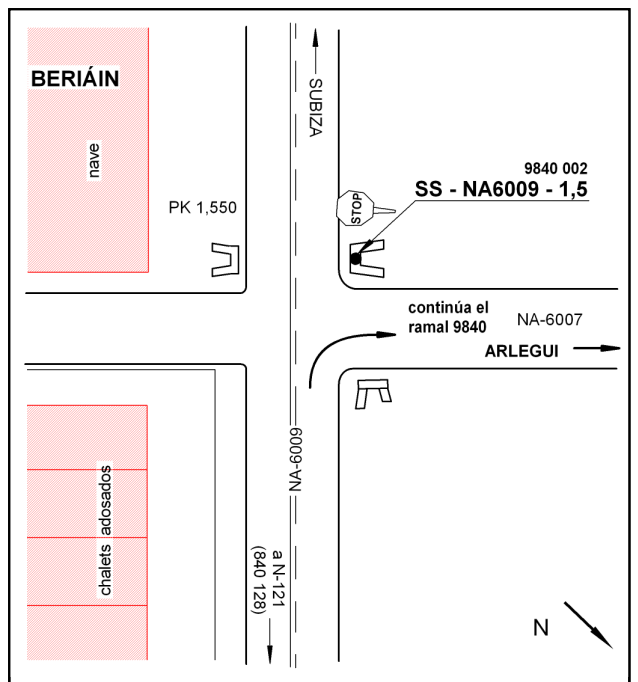 BERIÁIN
nave
SUBIZA
9840 002
SS - NA6009 - 1,5
STOP
PK 1,550
continúa el
ramal 9840
NA-6007
ARLEGUI
NA-6009
chalets adosados
a N-121
(840 128)
N